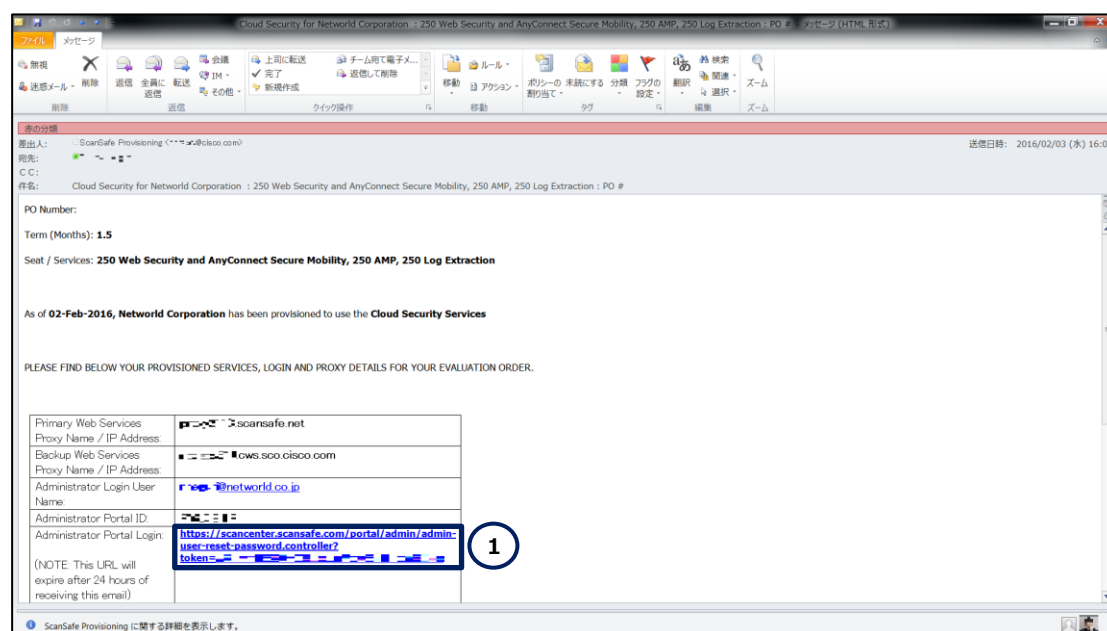 Cloud Security for Networld Corporation : 250 Web Security and AnyConnect Secure Mobility, 250 AMP, 250 Log Extraction : PO # - メッセージ (HTML 形式)
ファイル メッセージ
無視
迷惑メール
削除
返信 全員に返信 転送
会議
IM
その他
上司に転送
完了
新規作成
チーム宛て電子メ...
返信して削除
移動
ルール
アクション
ポリシーの割り当て 未読にする 分類 フラグの設定
翻訳
検索
関連
選択
ズーム
削除 返信 クイック操作 移動 タグ 編集 ズーム
赤の分類
差出人: ScanSafe Provisioning < @cisco.com>
送信日時: 2016/02/03 (水) 16:0
宛先:
CC:
件名: Cloud Security for Networld Corporation : 250 Web Security and AnyConnect Secure Mobility, 250 AMP, 250 Log Extraction : PO #
PO Number:
Term (Months): 1.5
Seat / Services: 250 Web Security and AnyConnect Secure Mobility, 250 AMP, 250 Log Extraction
As of 02-Feb-2016, Networld Corporation has been provisioned to use the Cloud Security Services
PLEASE FIND BELOW YOUR PROVISIONED SERVICES, LOGIN AND PROXY DETAILS FOR YOUR EVALUATION ORDER.
Primary Web Services
Proxy Name / IP Address:
.scansafe.net
Backup Web Services
Proxy Name / IP Address:
cws.sco.cisco.com
Administrator Login User
Name:
@networld.co.jp
Administrator Portal ID:
Administrator Portal Login:
(NOTE: This URL will
expire after 24 hours of
receiving this email)
https://scancenter.scansafe.com/portal/admin/admin-
user-reset-password.controller?
token=
1
ScanSafe Provisioning に関する詳細を表示します。